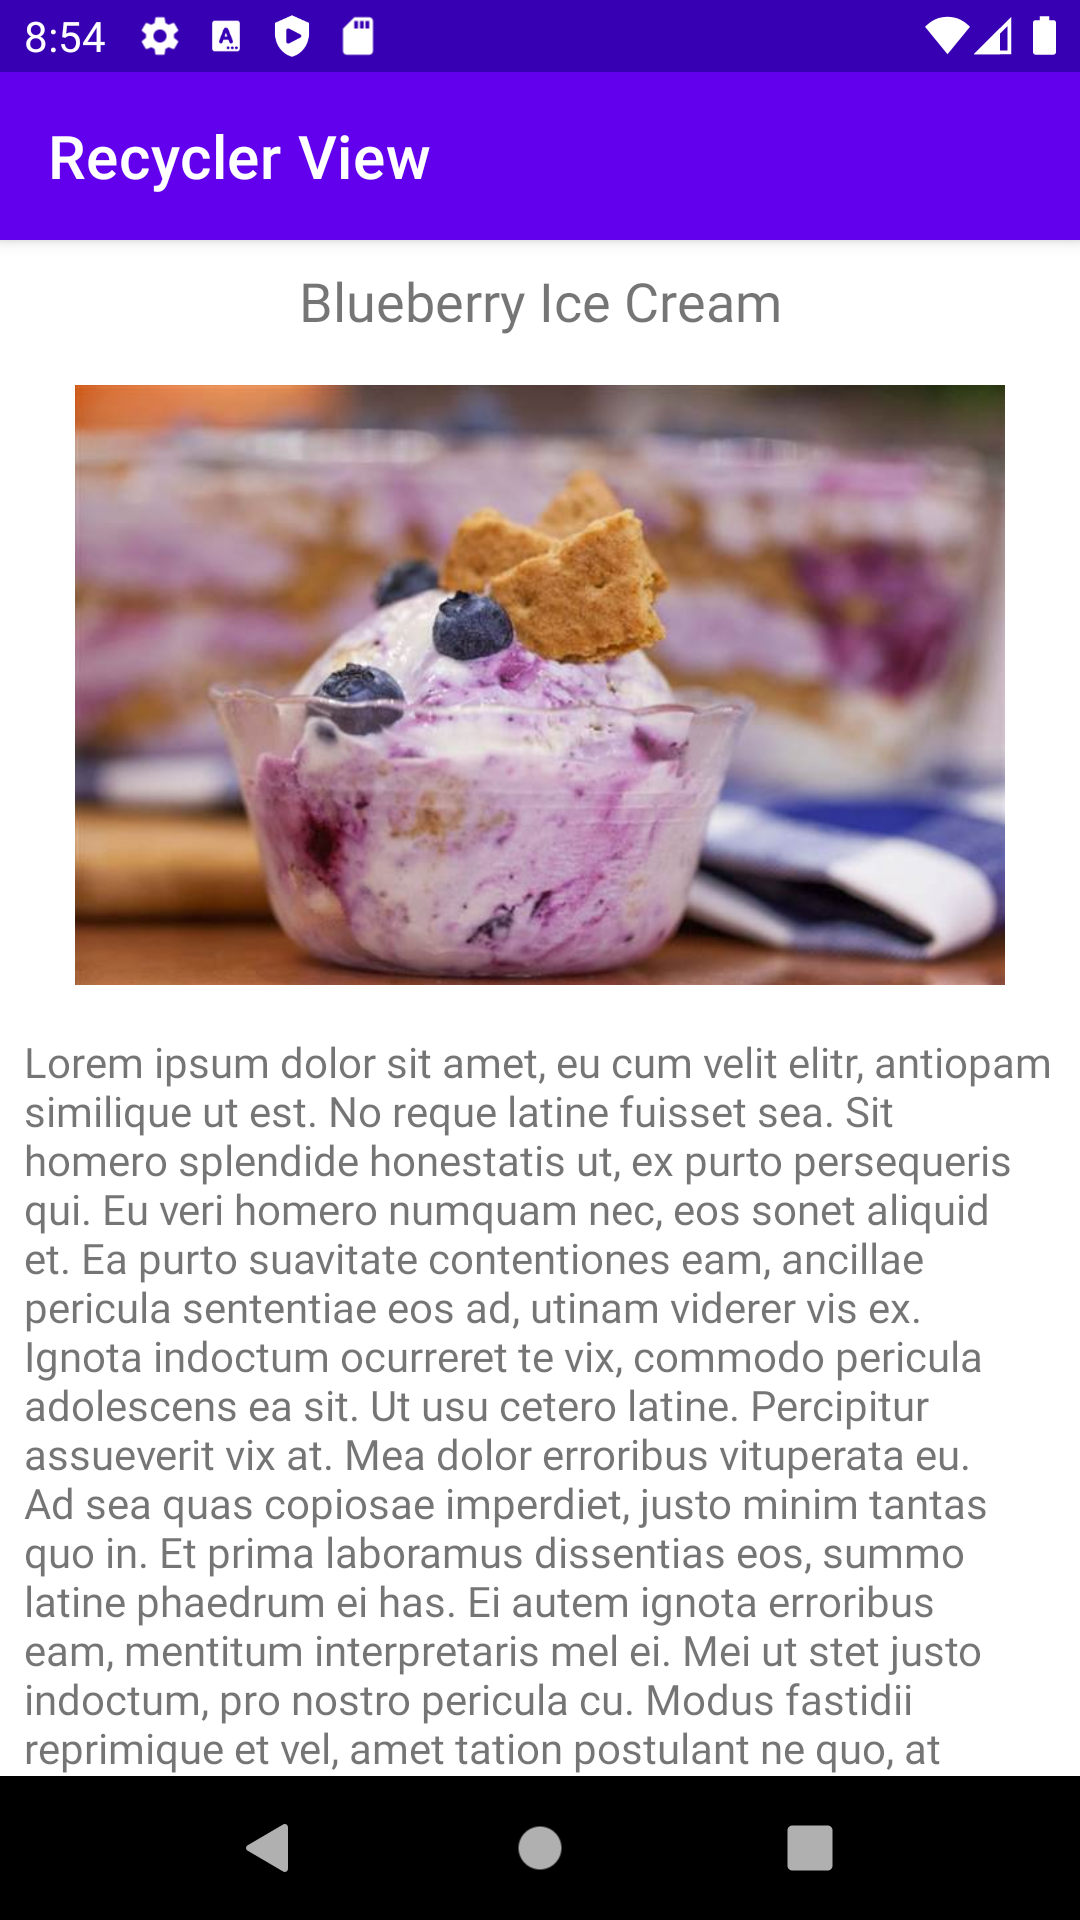 8:54
Recycler View
Blueberry Ice Cream
Lorem ipsum dolor sit amet, eu cum velit elitr, antiopam
similique ut est. No reque latine fuisset sea. Sit
homero splendide honestatis ut, ex purto persequeris
qui. Eu veri homero numquam nec, eos sonet aliquid
et. Ea purto suavitate contentiones eam, ancillae
pericula sententiae eos ad, utinam viderer vis ex.
Ignota indoctum ocurreret te vix, commodo pericula
adolescens ea sit. Ut usu cetero latine. Percipitur
assueverit vix at. Mea dolor erroribus vituperata eu.
Ad sea quas copiosae imperdiet, justo minim tantas
quo in. Et prima laboramus dissentias eos, summo
latine phaedrum ei has. Ei autem ignota erroribus
eam, mentitum interpretaris mel ei. Mei ut stet justo
indoctum, pro nostro pericula cu. Modus fastidii
reprimique et vel, amet tation postulant ne quo, at